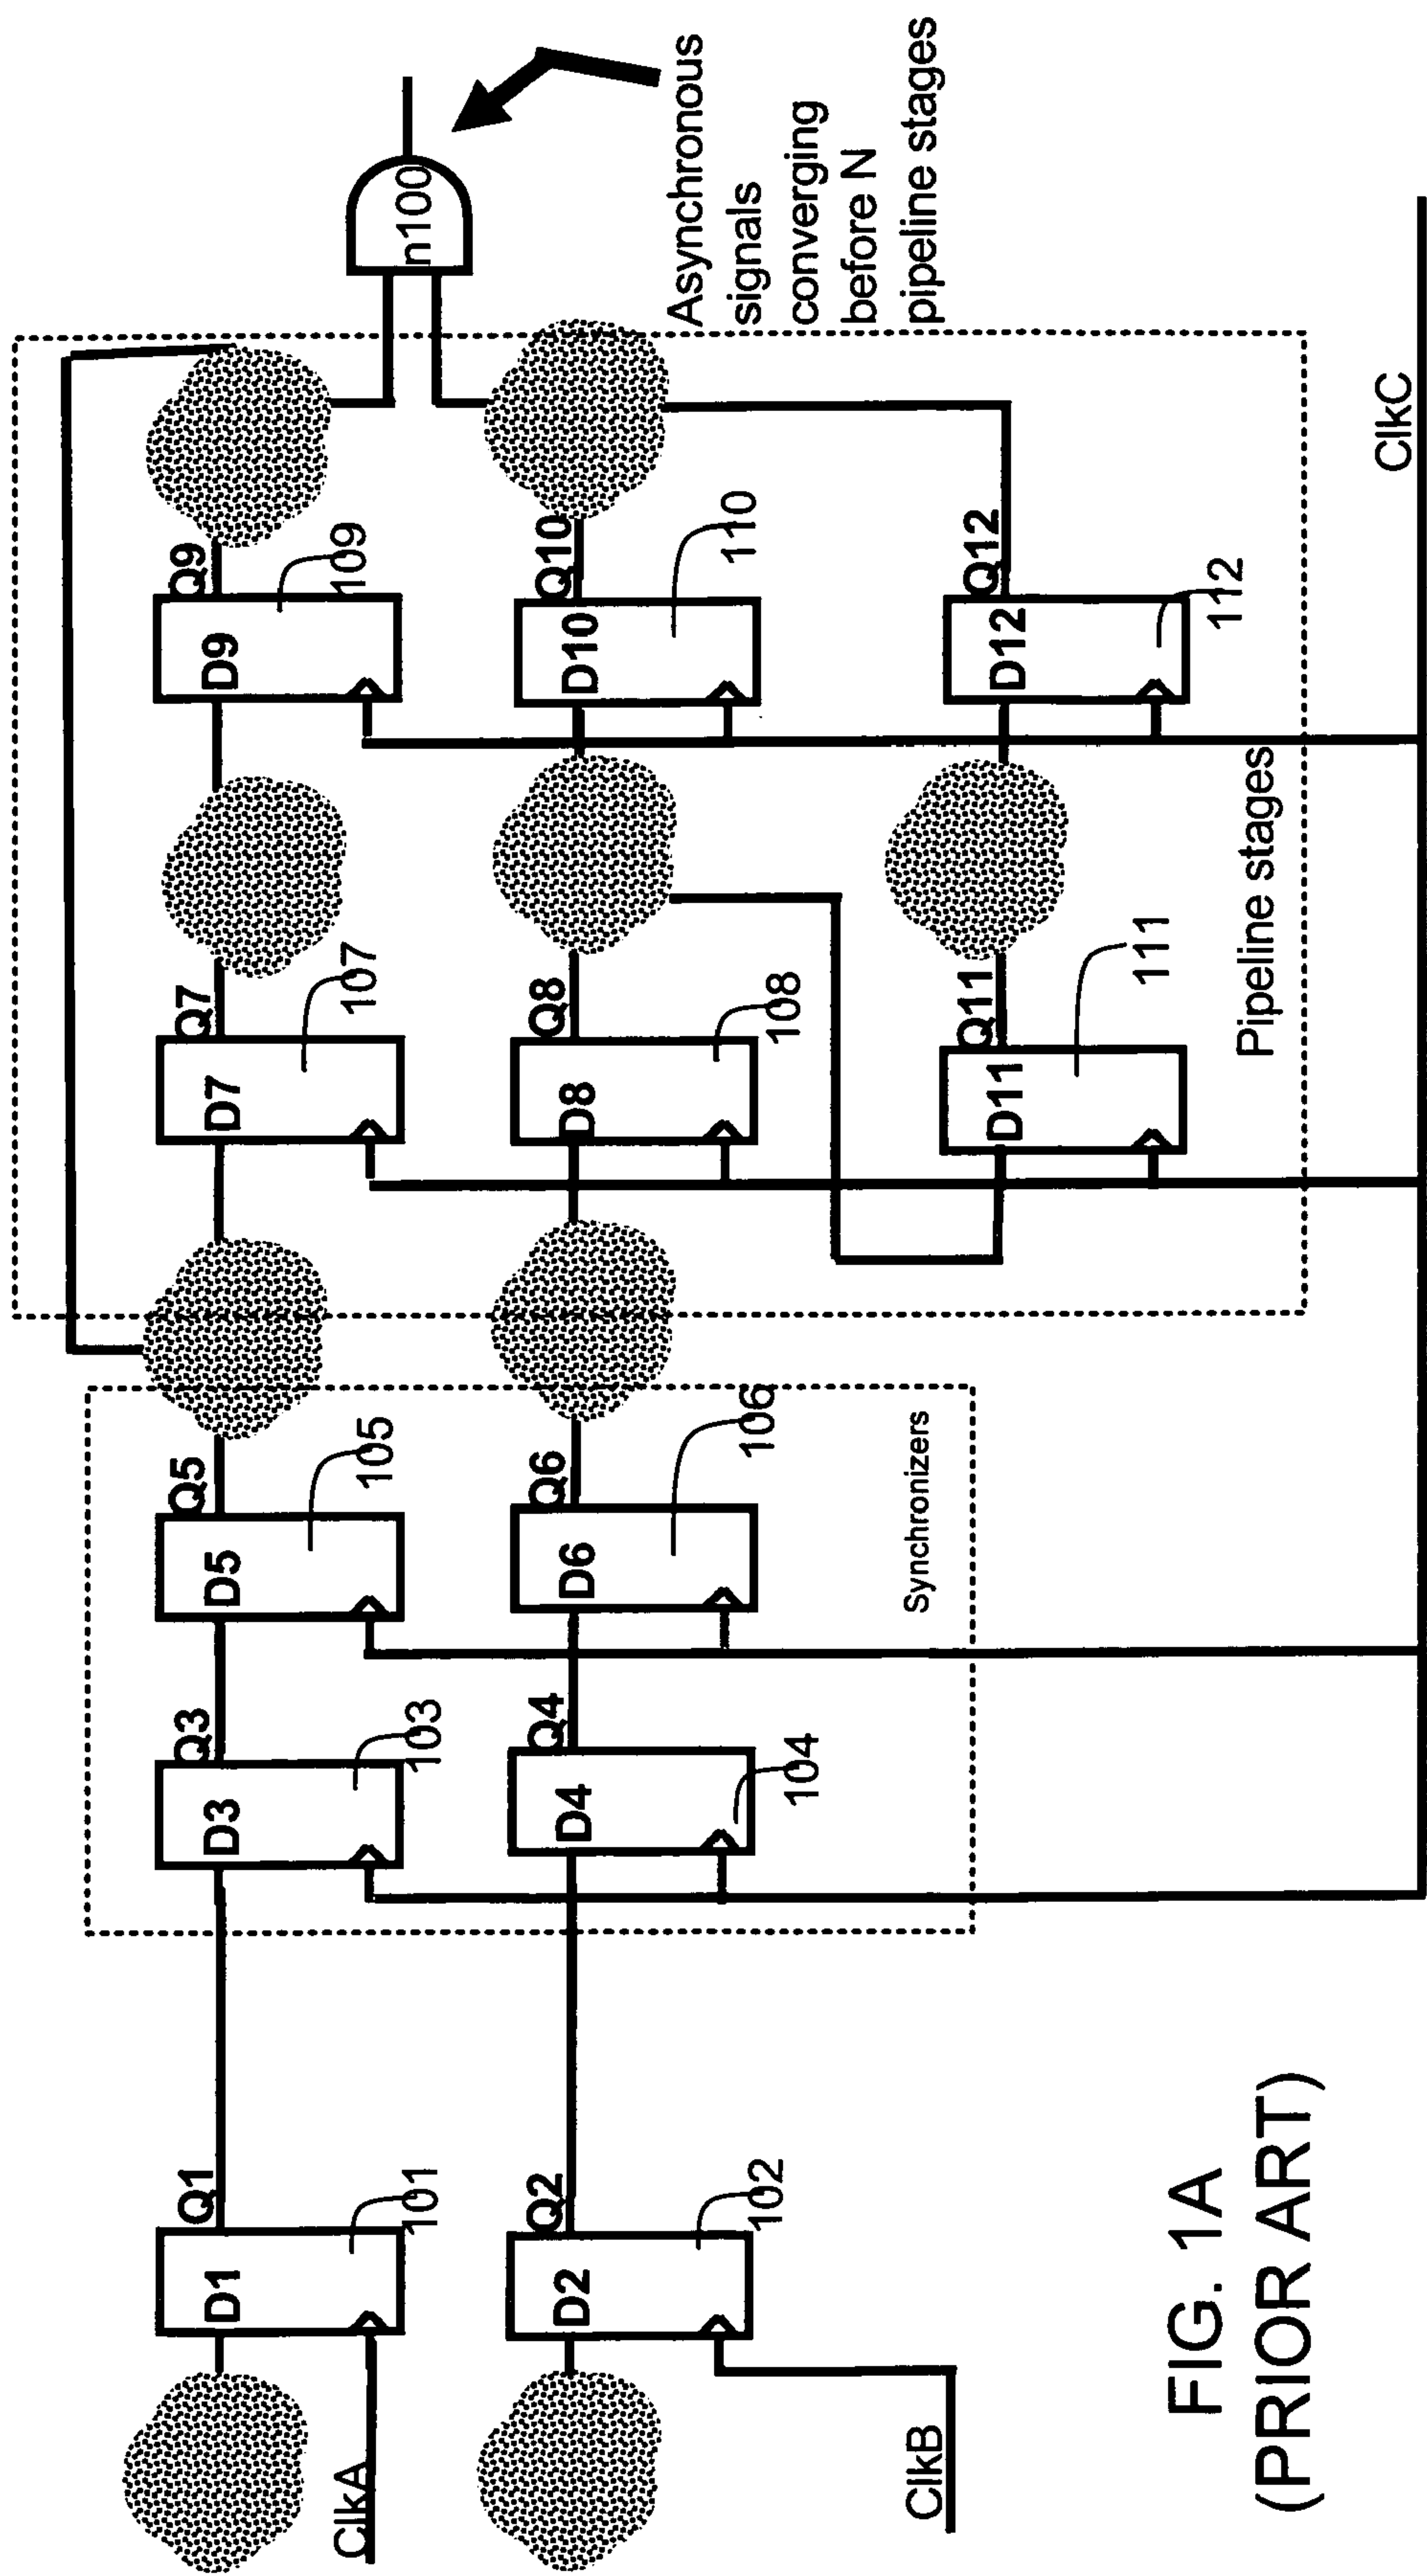 D1
Q1
101
ClkA
D2
Q2
102
ClkB
D3
Q3
103
D5
Q5
105
D4
Q4
104
D6
Q6
106
Synchronizers
D7
Q7
107
D9
Q9
109
D8
Q8
108
D10
Q10
110
D11
Q11
111
D12
Q12
112
Pipeline stages
n100
Asynchronous
signals
converging
before N
pipeline stages
ClkC
FIG. 1A
(PRIOR ART)